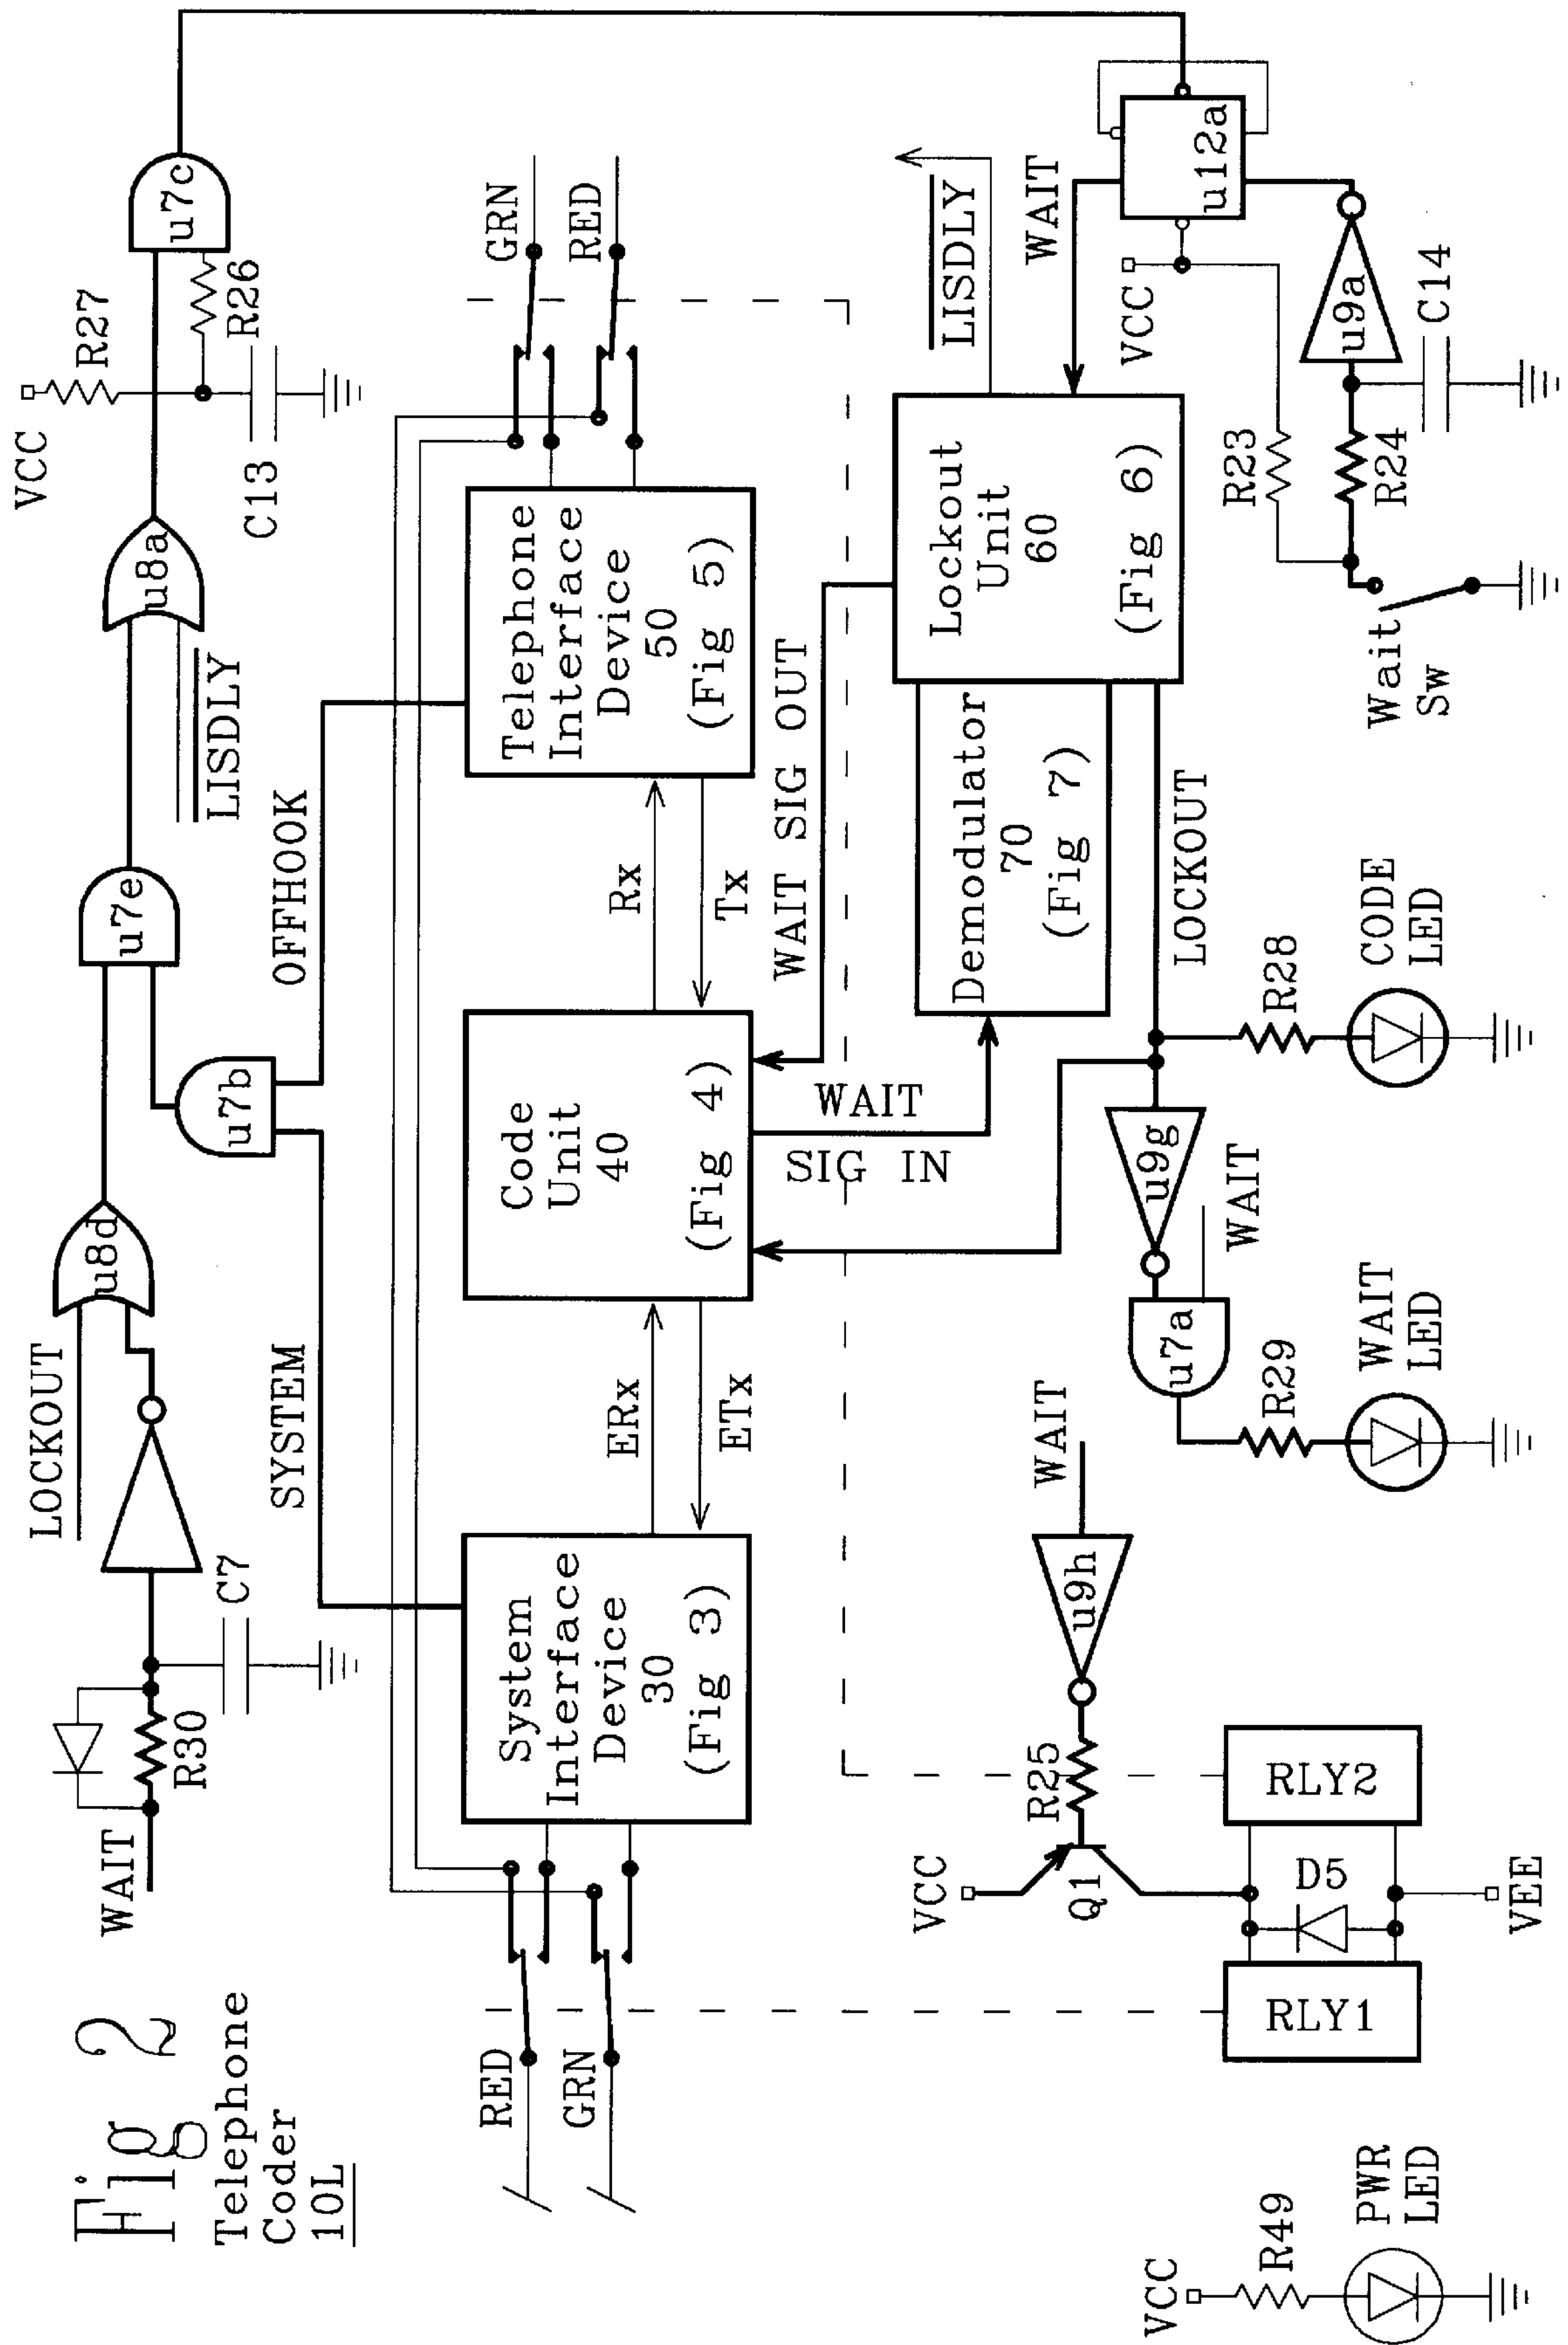 Fig 2
Telephone
Coder
10L
WAIT
R30
C7
LOCKOUT
u8d
u7b
u7e
LISDLY
u8a
VCC
R27
C13
R26
u7c
SYSTEM
OFFHOOK
RED
GRN
System
Interface
Device
30
(Fig 3)
ERx
ETx
Code
Unit
40
(Fig 4)
Rx
Tx
Telephone
Interface
Device
50
(Fig 5)
GRN
RED
WAIT SIG OUT
WAIT
SIG IN
Demodulator
70
(Fig 7)
Lockout
Unit
60
(Fig 6)
LISDLY
WAIT
u12a
VCC
R23
R24
u9a
C14
Wait
Sw
LOCKOUT
R28
CODE
LED
u9g
WAIT
u7a
R29
WAIT
LED
WAIT
u9h
R25
VCC
Q1
RLY2
D5
RLY1
VEE
VCC
R49
PWR
LED